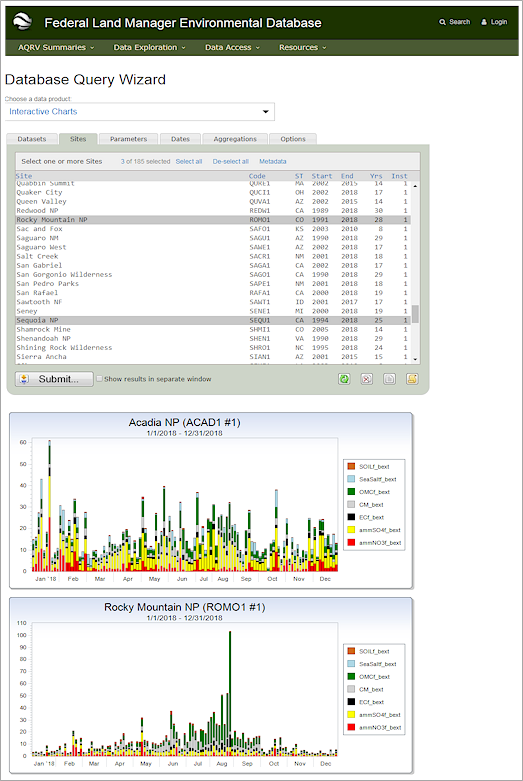 Federal Land Manager Environmental Database
Search Login
AQRV Summaries Data Exploration Data Access Resources
Database Query Wizard
Choose a data product:
Interactive Charts
Datasets Sites Parameters Dates Aggregations Options
Select one or more Sites 3 of 185 selected Select all De-select all Metadata
Site Code ST Start End Yrs Inst
Quabbin Summit QURE1 MA 2002 2015 14 1
Quaker City QUCI1 OH 2002 2018 17 1
Queen Valley QUVA1 AZ 2002 2015 14 1
Redwood NP REDW1 CA 1989 2018 30 1
Rocky Mountain NP ROMO1 CO 1991 2018 28 1
Sac and Fox SAFO1 KS 2003 2010 8 1
Saguaro NM SAGU1 AZ 1990 2018 29 1
Saguaro West SAWE1 AZ 2002 2018 17 1
Salt Creek SACR1 NM 2001 2018 18 1
San Gabriel SAGA1 CA 2002 2018 17 1
San Gorgonio Wilderness SAGO1 CA 1990 2018 29 1
San Pedro Parks SAPE1 NM 2001 2018 18 1
San Rafael RAFA1 CA 2000 2018 19 1
Sawtooth NF SAWT1 ID 2001 2017 17 1
Seney SENE1 MI 2000 2018 19 1
Sequoia NP SEQU1 CA 1994 2018 25 1
Shamrock Mine SHMI1 CO 2005 2018 14 1
Shenandoah NP SHEN1 VA 1990 2018 29 1
Shining Rock Wilderness SHRO1 NC 1995 2018 24 1
Sierra Ancha SIAN1 AZ 2001 2015 15 1
Submit... Show results in separate window
Acadia NP (ACAD1 #1)
1/1/2018 - 12/31/2018
60
50
40
30
20
10
0
Jan '18 Feb Mar Apr May Jun Jul Aug Sep Oct Nov Dec
SOILf_bext
SeaSaltf_bext
OMCf_bext
CM_bext
ECf_bext
ammSO4f_bext
ammNO3f_bext
Rocky Mountain NP (ROMO1 #1)
1/1/2018 - 12/31/2018
110
100
90
80
70
60
50
40
30
20
10
0
Jan '18 Feb Mar Apr May Jun Jul Aug Sep Oct Nov Dec
SOILf_bext
SeaSaltf_bext
OMCf_bext
CM_bext
ECf_bext
ammSO4f_bext
ammNO3f_bext